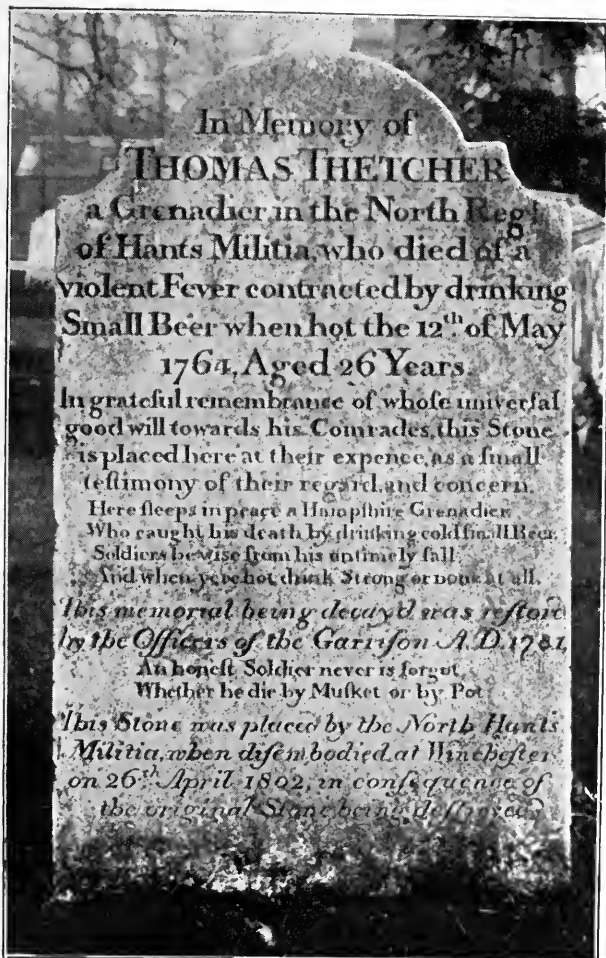 In Memory of
THOMAS THETCHER
a Grenadier in the North Regt
of Hants Militia, who died of a
violent Fever contracted by drinking
Small Beer when hot the 12th of May
1764, Aged 26 Years
In grateful remembrance of whoſe univerſal
good will towards his Comrades, this Stone
is placed here at their expence, as a ſmall
teſtimony of their regard, and concern.
Here ſleeps in peace a Hampſhire Grenadier,
Who caught his death by drinking cold ſmall Beer,
Soldiers be wiſe from his untimely fall
And when ye're hot drink Strong or none at all.
This memorial being decay'd was reſtor'd
by the Officers of the Garriſon A.D. 1781,
An honeſt Soldier never is forgot
Whether he die by Muſket or by Pot
This Stone was placed by the North Hants
Militia, when diſembodied at Wincheſter
on 26th April 1802, in conſequence of
the original Stone being deſtroyed